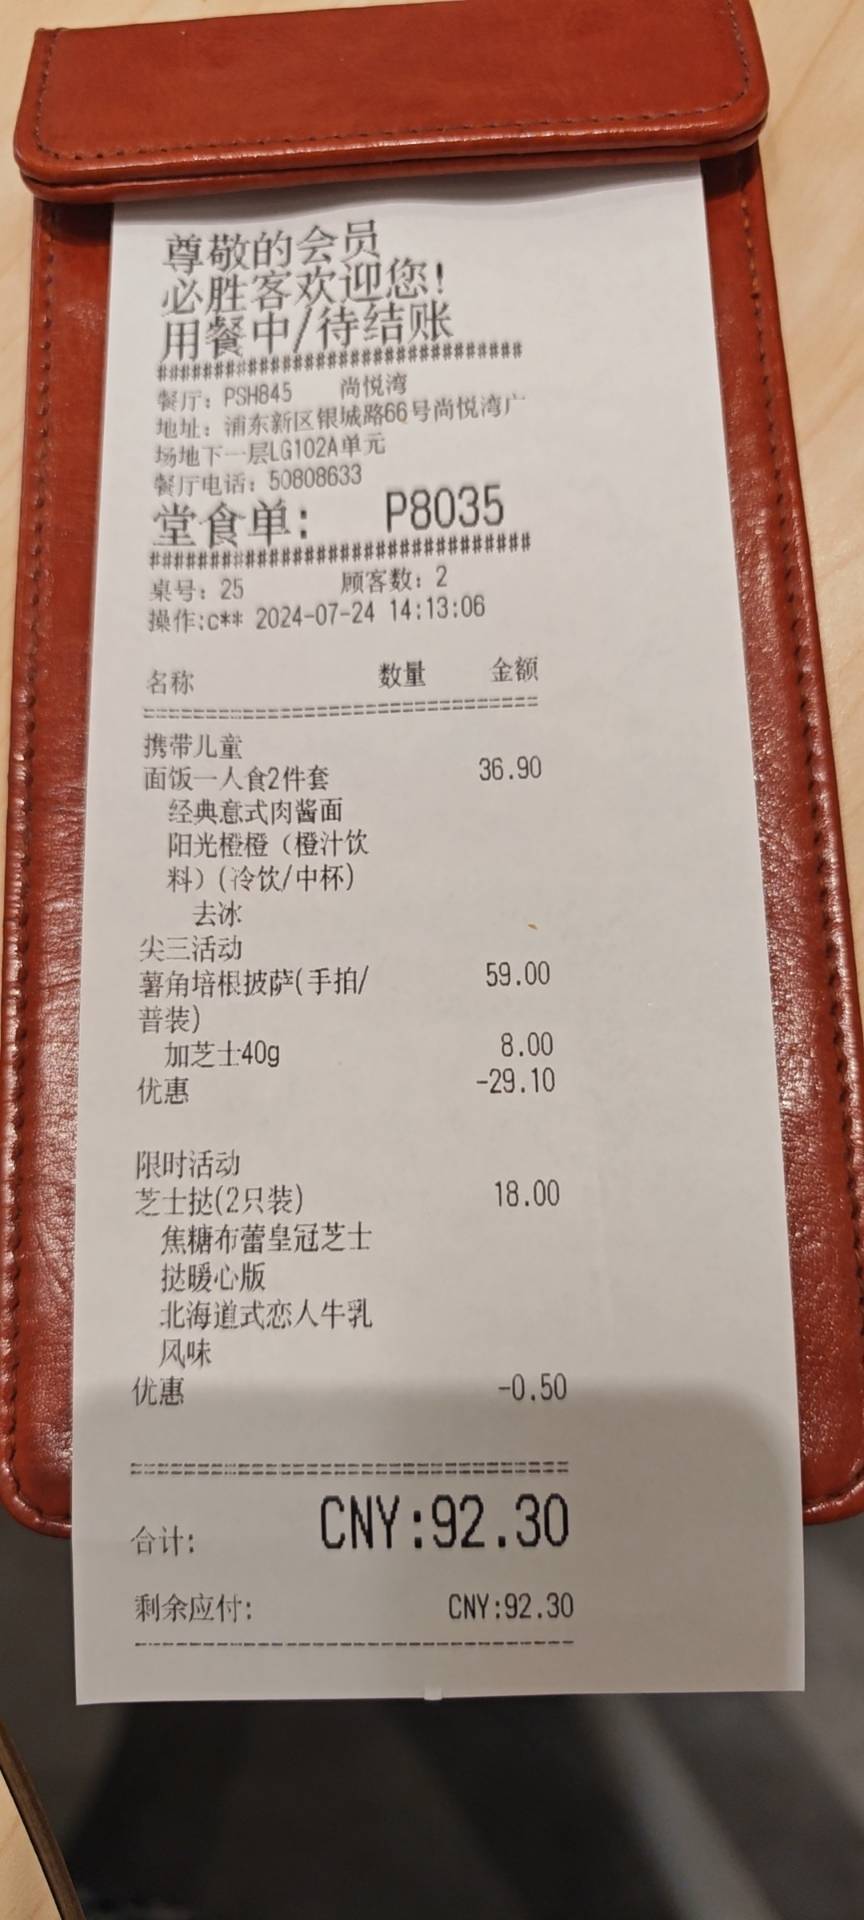 尊敬的会员
必胜客欢迎您!
用餐中/待结账
##################################
餐厅: PSH845 尚悦湾
地址: 浦东新区银城路66号尚悦湾广
场地下一层LG102A单元
餐厅电话: 50808633
堂食单: P8035
##################################
桌号: 25 顾客数: 2
操作:c** 2024-07-24 14:13:06
名称 数量 金额
==================================
携带儿童
面饭一人食2件套 36.90
经典意式肉酱面
阳光橙橙（橙汁饮
料）(冷饮/中杯)
去冰
尖三活动
薯角培根披萨(手拍/ 59.00
普装)
加芝士40g 8.00
优惠 -29.10
限时活动
芝士挞(2只装) 18.00
焦糖布蕾皇冠芝士
挞暖心版
北海道式恋人牛乳
风味
优惠 -0.50
==================================
合计: CNY:92.30
剩余应付: CNY:92.30
----------------------------------